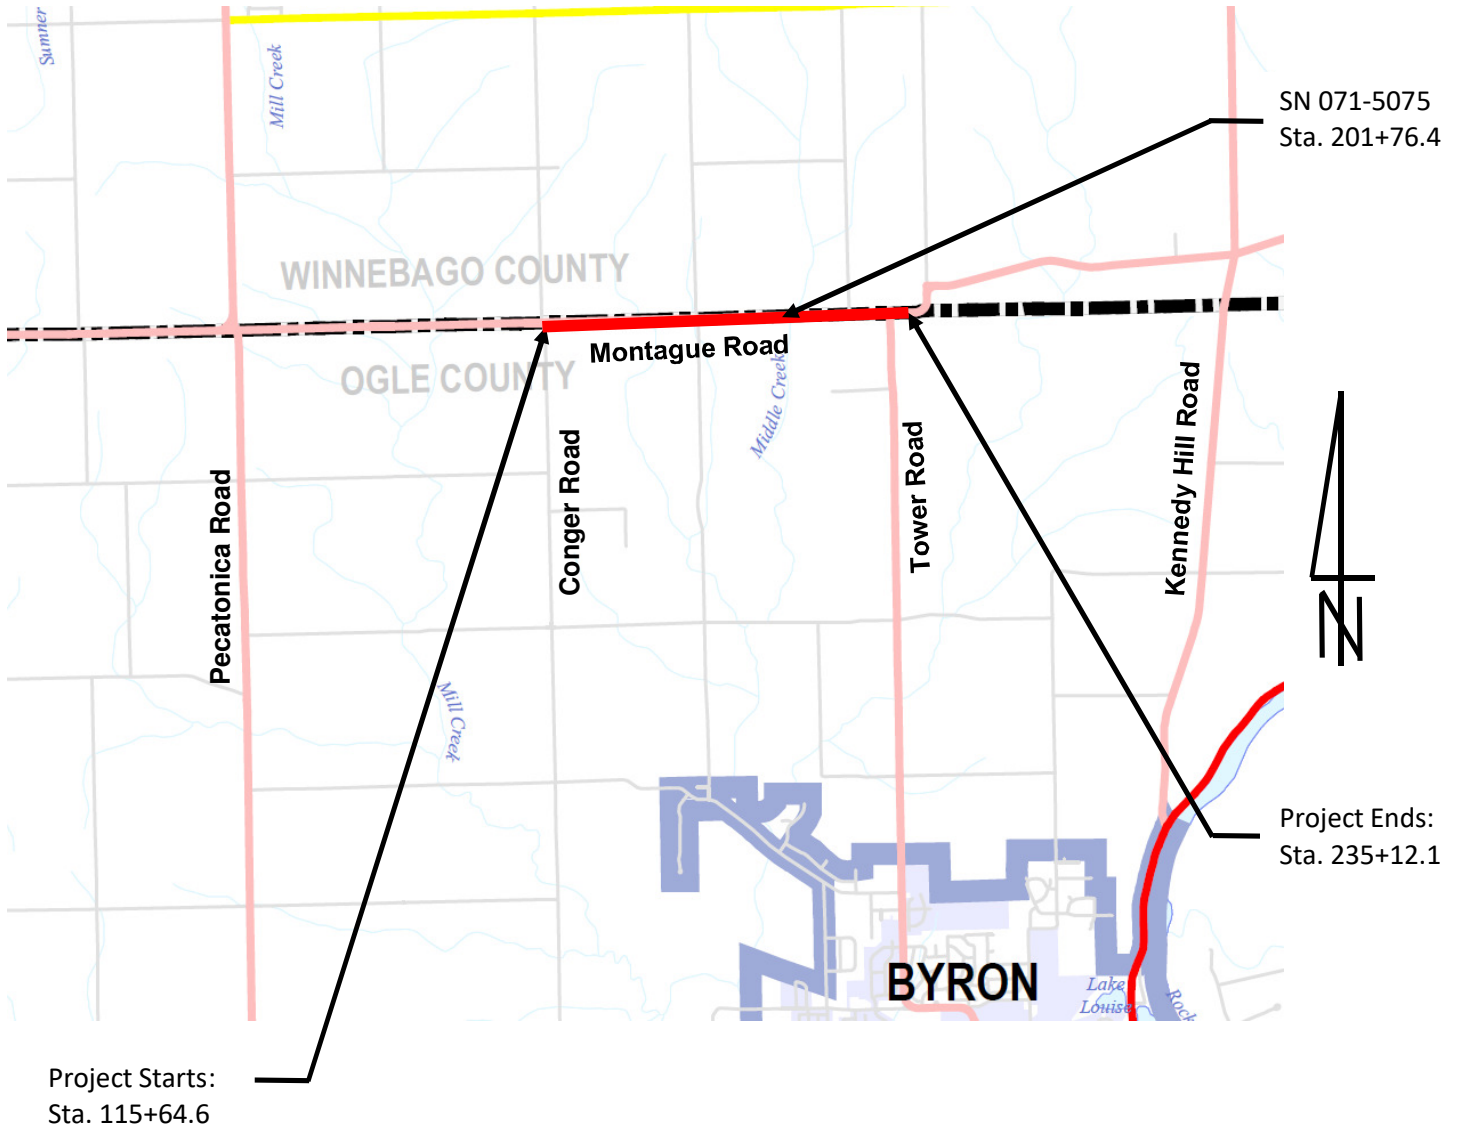 Sumner
Mill Creek
SN 071-5075
Sta. 201+76.4
WINNEBAGO COUNTY
OGLE COUNTY
Montague Road
Middle Creek
Pecatonica Road
Conger Road
Tower Road
Kennedy Hill Road
N
Mill Creek
Project Ends:
Sta. 235+12.1
BYRON
Lake
Louise
Rock
Project Starts:
Sta. 115+64.6